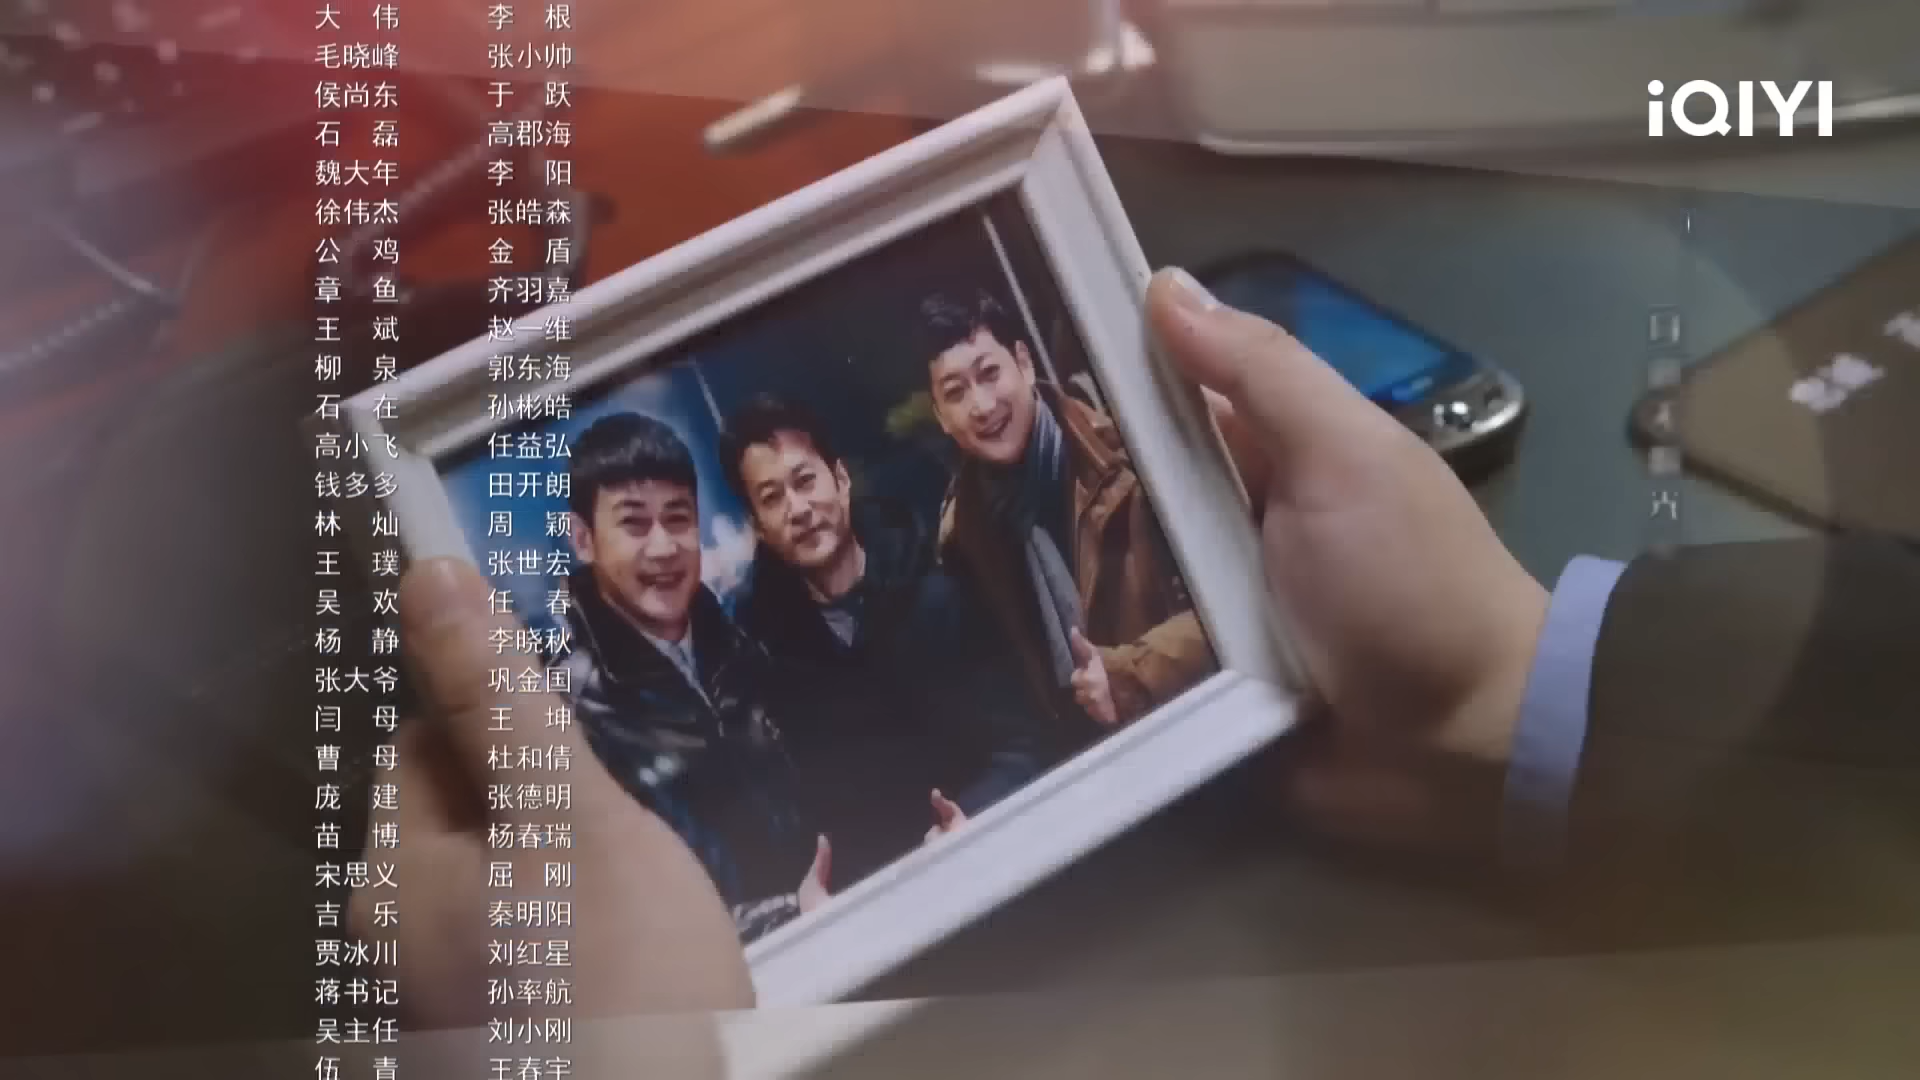 iQIYI
大伟 李根
毛晓峰 张小帅
侯尚东 于跃
石磊 高郡海
魏大年 李阳
徐伟杰 张皓森
公鸡 金盾
章鱼 齐羽嘉
王斌 赵一维
柳泉 郭东海
石在 孙彬皓
高小飞 任益弘
钱多多 田开朗
林灿 周颖
王璞 张世宏
吴欢 任春
杨静 李晓秋
张大爷 巩金国
闫母 王坤
曹母 杜和倩
庞建 张德明
苗博 杨春瑞
宋思义 屈刚
吉乐 秦明阳
贾冰川 刘红星
蒋书记 孙率航
吴主任 刘小刚
伍青 王春宇